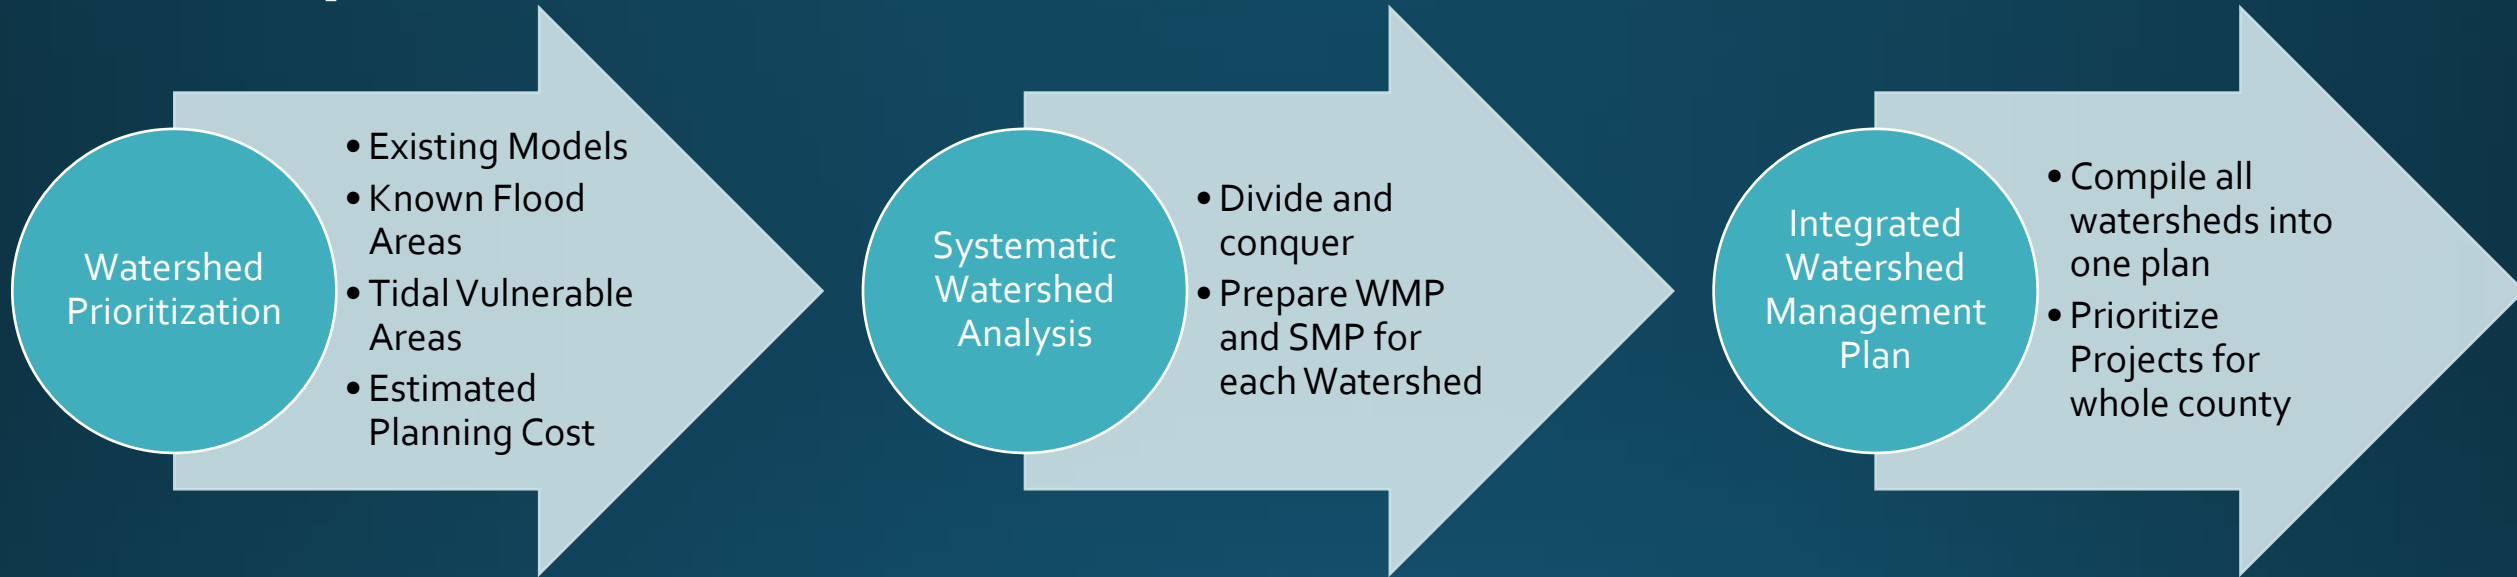 Watershed
Prioritization
• Existing Models
• Known Flood
Areas
• Tidal Vulnerable
Areas
• Estimated
Planning Cost
Systematic
Watershed
Analysis
• Divide and
conquer
• Prepare WMP
and SMP for
each Watershed
Integrated
Watershed
Management
Plan
• Compile all
watersheds into
one plan
• Prioritize
Projects for
whole county